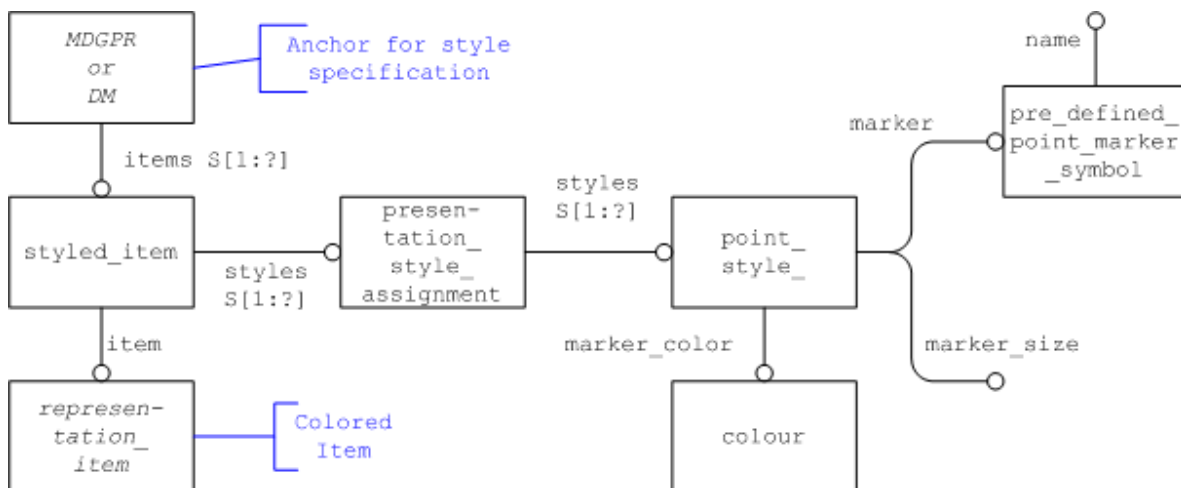 MDGPR
or
DM
Anchor for style
specification
name
pre_defined_
point_marker
_symbol
marker
items S[1:?]
styles
S[1:?]
styled_item
presen-
tation_
style_
assignment
point_
style_
styles
S[1:?]
item
marker_color
marker_size
represen-
tation_
item
Colored
Item
colour